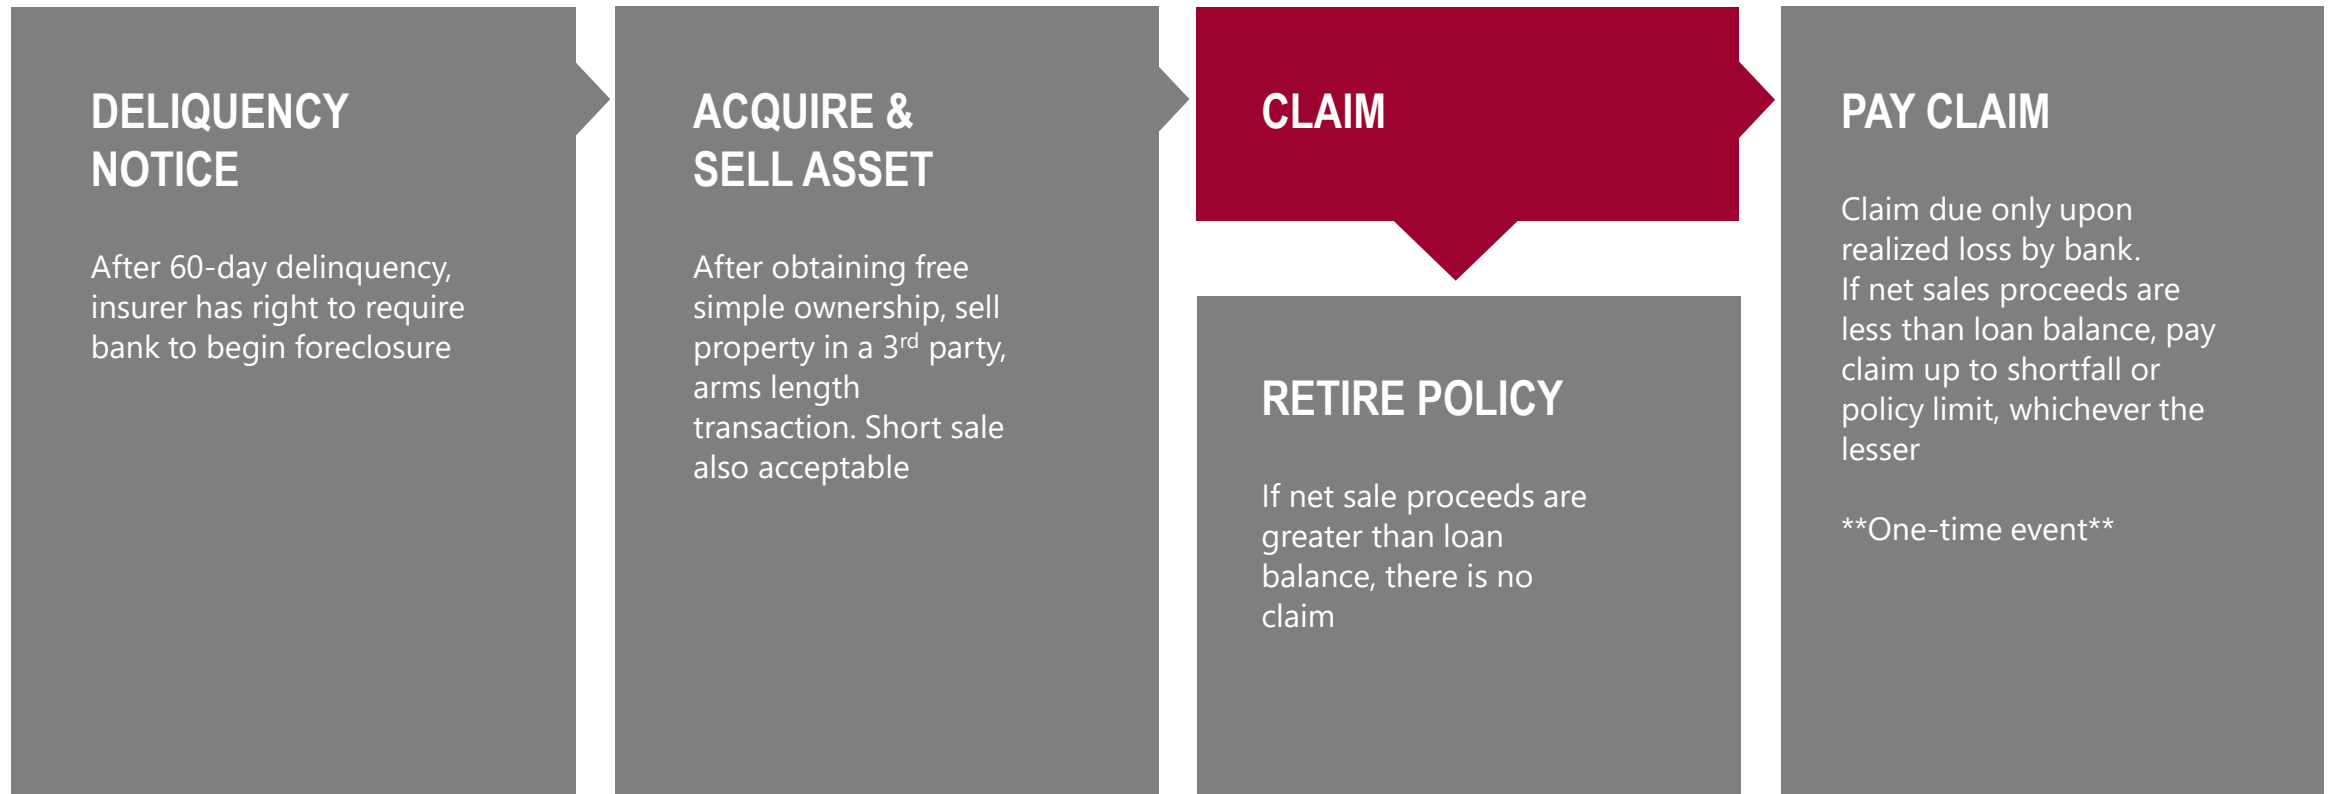 DELIQUENCY
NOTICE
After 60-day delinquency,
insurer has right to require
bank to begin foreclosure
ACQUIRE &
SELL ASSET
After obtaining free
simple ownership, sell
property in a 3rd party,
arms length
transaction. Short sale
also acceptable
CLAIM
RETIRE POLICY
If net sale proceeds are
greater than loan
balance, there is no
claim
PAY CLAIM
Claim due only upon
realized loss by bank.
If net sales proceeds are
less than loan balance, pay
claim up to shortfall or
policy limit, whichever the
lesser
**One-time event**